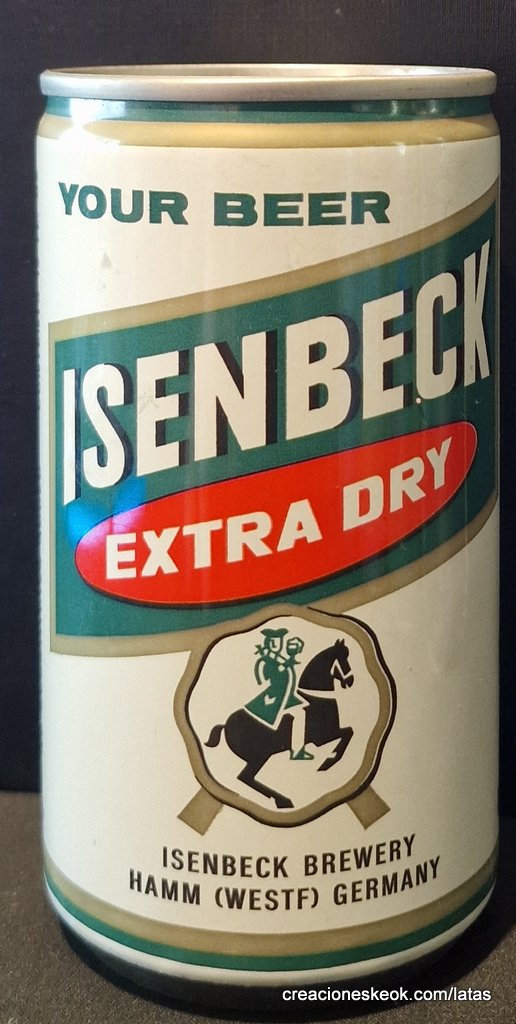 YOUR BEER
ISENBECK
EXTRA DRY
ISENBECK BREWERY
HAMM (WESTF) GERMANY
creacioneskeok.com/latas